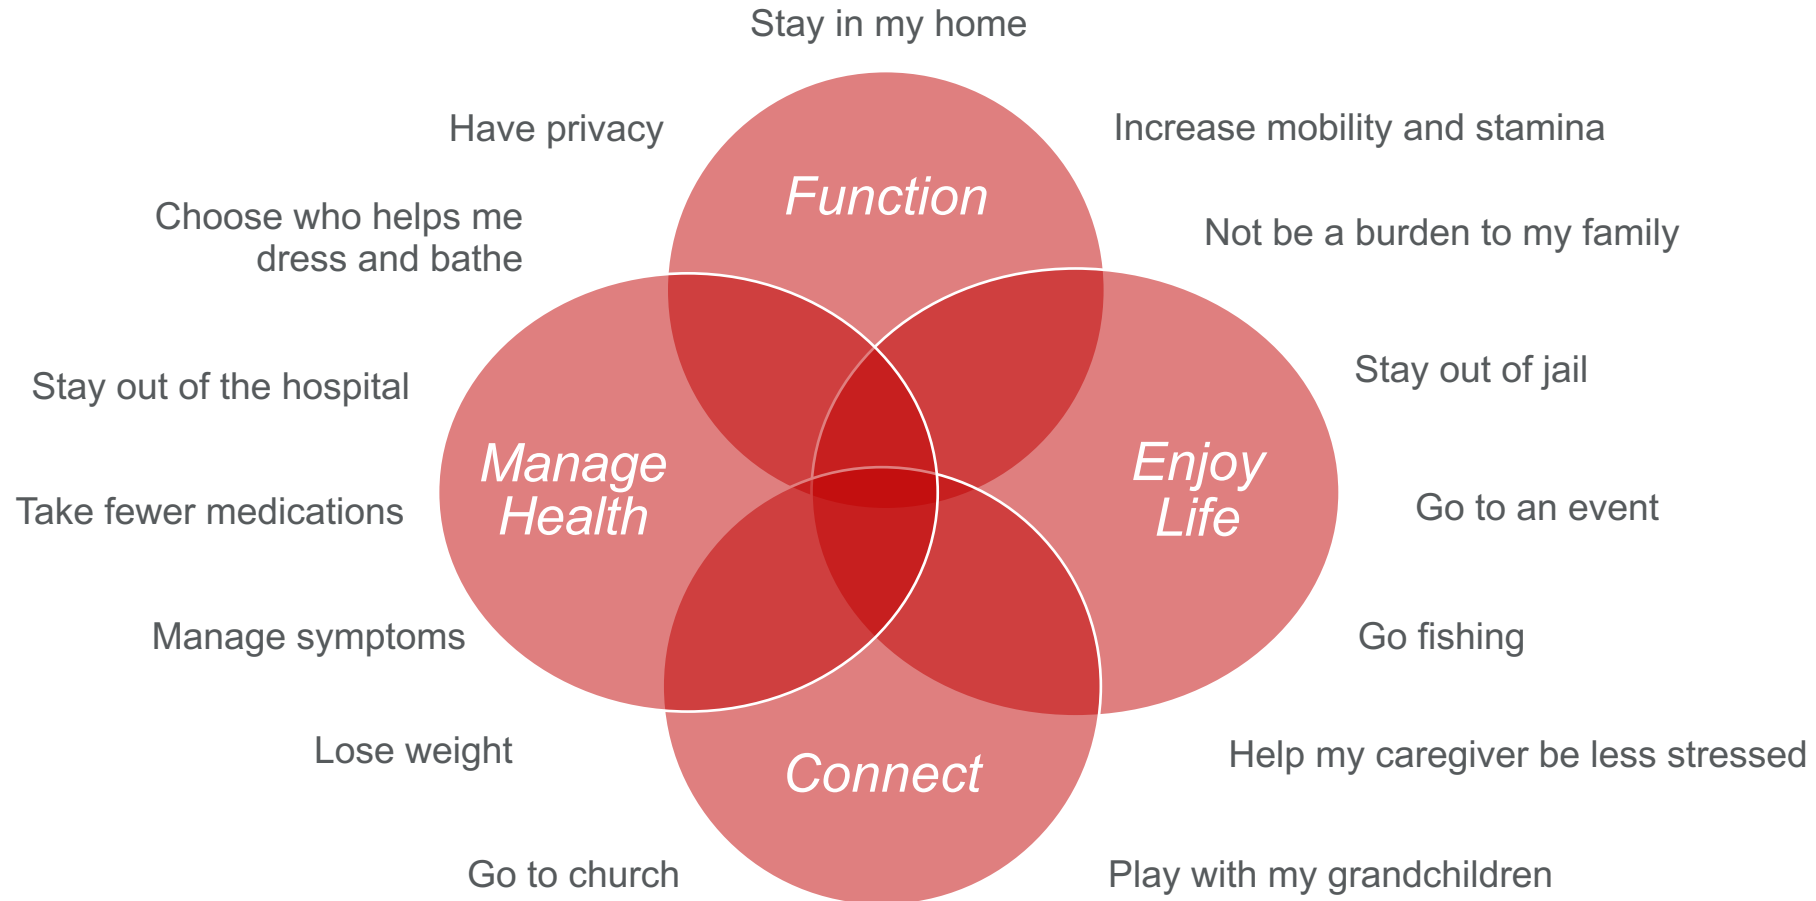 Stay in my home
Have privacy
Increase mobility and stamina
Function
Choose who helps me
dress and bathe
Not be a burden to my family
Stay out of the hospital
Stay out of jail
Manage
Health
Enjoy
Life
Take fewer medications
Go to an event
Manage symptoms
Go fishing
Lose weight
Connect
Help my caregiver be less stressed
Go to church
Play with my grandchildren